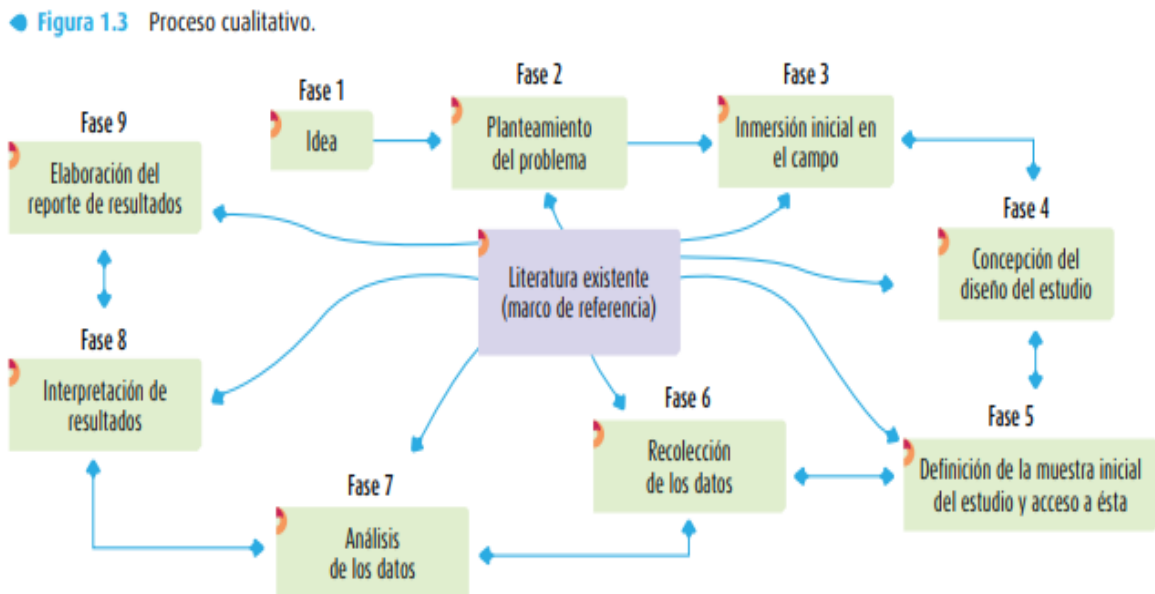 Figura 1.3 Proceso cualitativo.
Fase 1
Idea
Fase 2
Planteamiento
del problema
Fase 3
Inmersión inicial en
el campo
Fase 4
Concepción del
diseño del estudio
Fase 5
Definición de la muestra inicial
del estudio y acceso a ésta
Fase 6
Recolección
de los datos
Fase 7
Análisis
de los datos
Fase 8
Interpretación de
resultados
Fase 9
Elaboración del
reporte de resultados
Literatura existente
(marco de referencia)